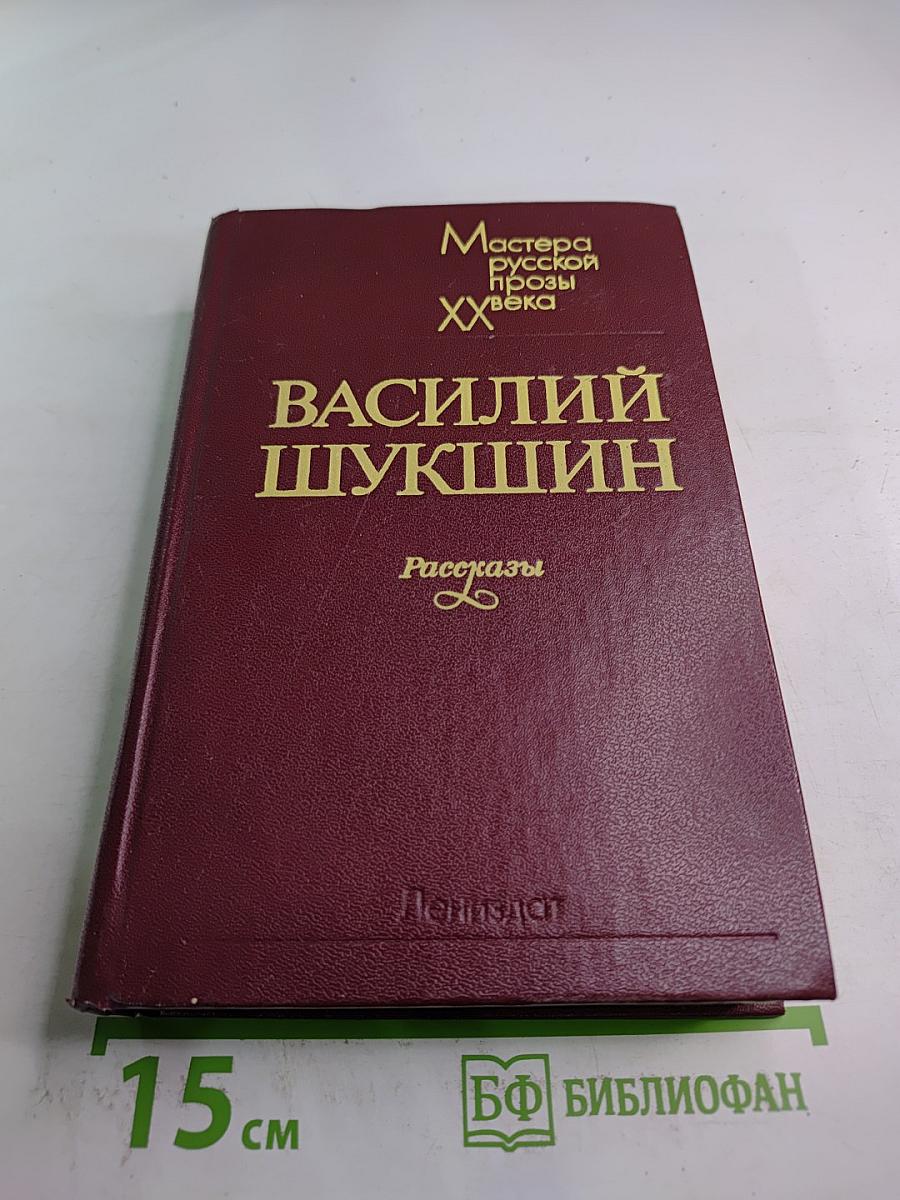 Мастера
русской
прозы
XX века
ВАСИЛИЙ
ШУКШИН
Рассказы
Лениздат
15 см
БФ БИБЛИОФАН